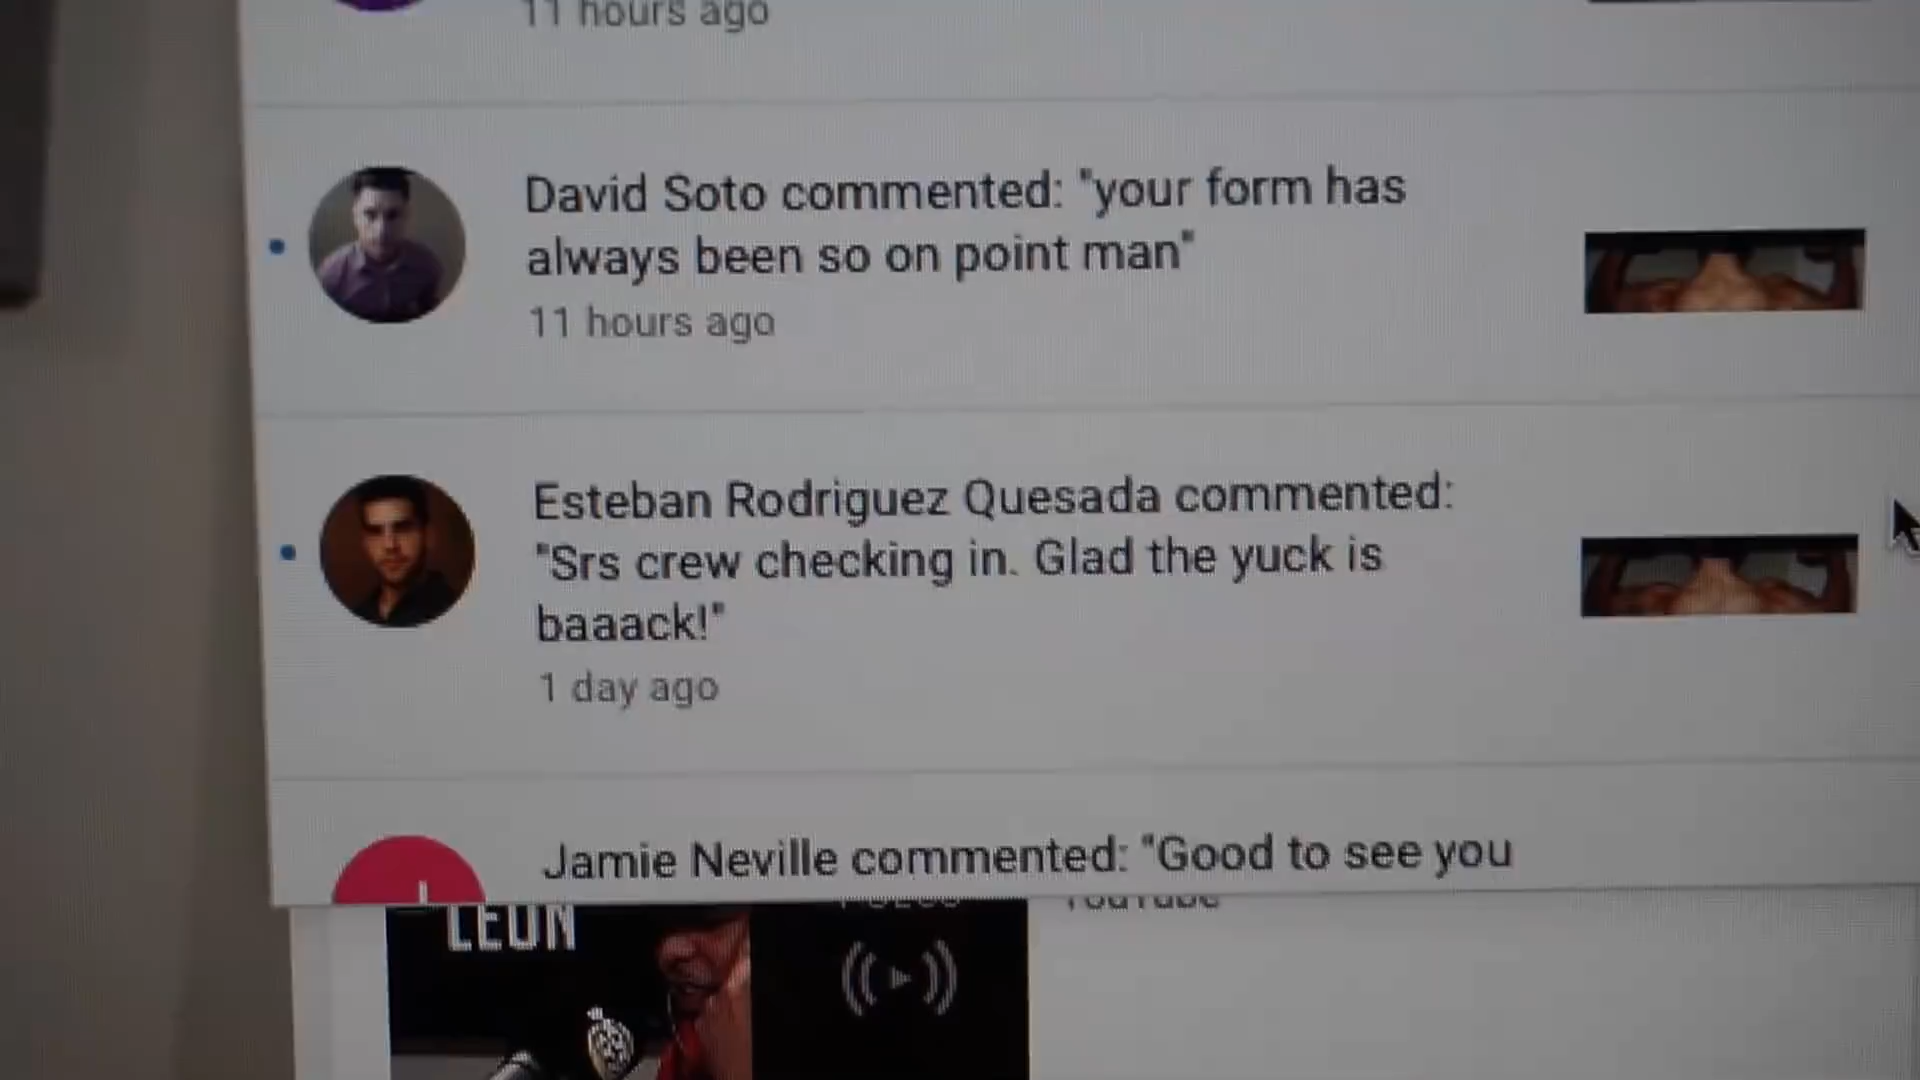 11 hours ago
David Soto commented: "your form has
always been so on point man"
11 hours ago
Esteban Rodriguez Quesada commented:
"Srs crew checking in. Glad the yuck is
baaack!"
1 day ago
Jamie Neville commented: "Good to see you
LEON
YouTube